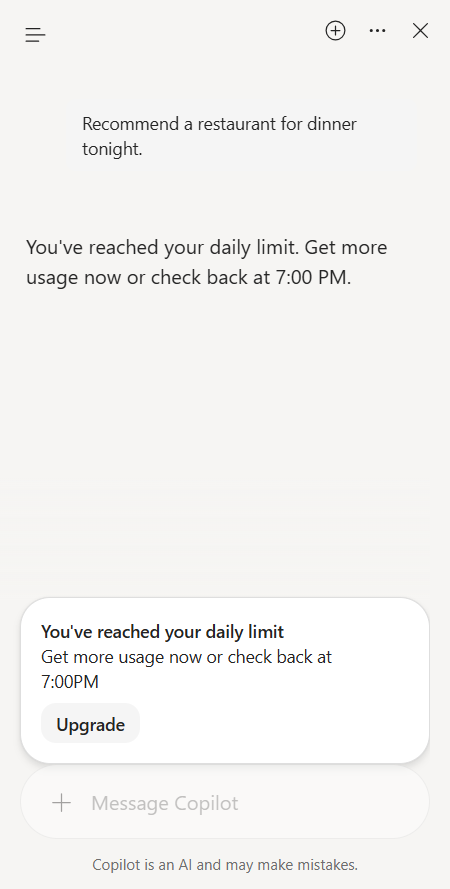 Recommend a restaurant for dinner
tonight.
You've reached your daily limit. Get more
usage now or check back at 7:00 PM.
You've reached your daily limit
Get more usage now or check back at
7:00PM
Upgrade
Message Copilot
Copilot is an AI and may make mistakes.